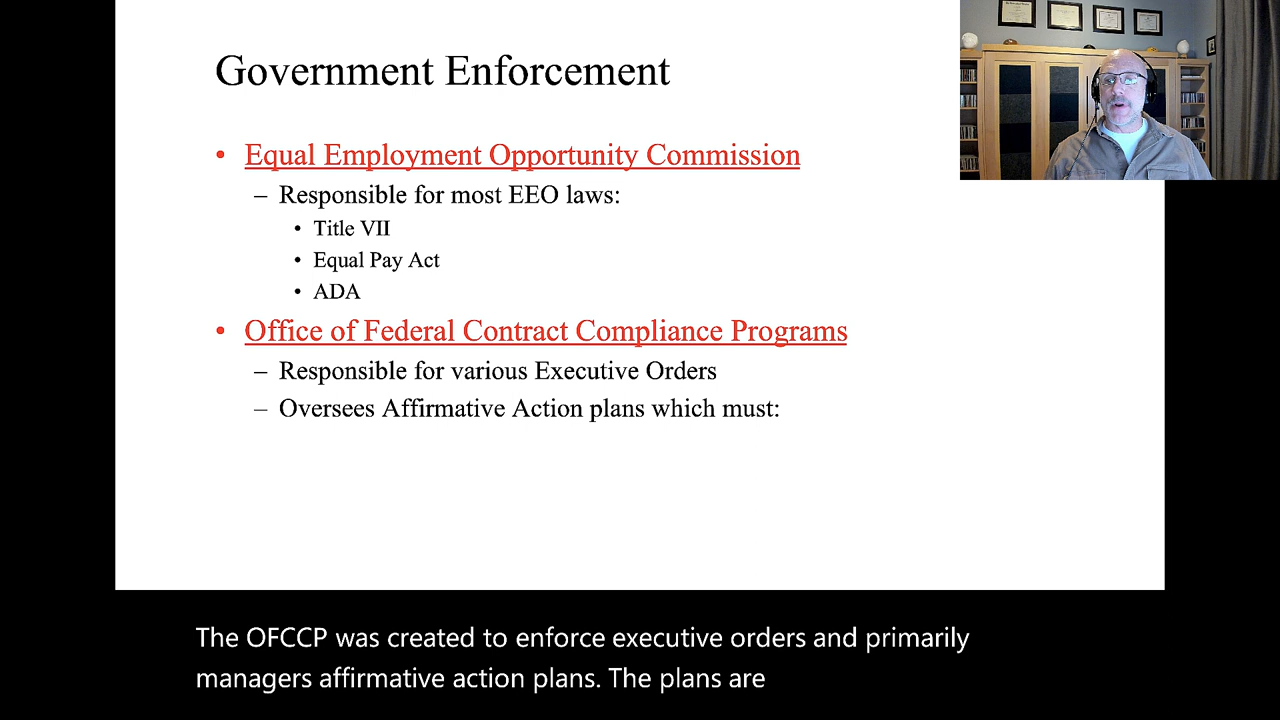 Government Enforcement
• Equal Employment Opportunity Commission
– Responsible for most EEO laws:
• Title VII
• Equal Pay Act
• ADA
• Office of Federal Contract Compliance Programs
– Responsible for various Executive Orders
– Oversees Affirmative Action plans which must:
The OFCCP was created to enforce executive orders and primarily
managers affirmative action plans. The plans are